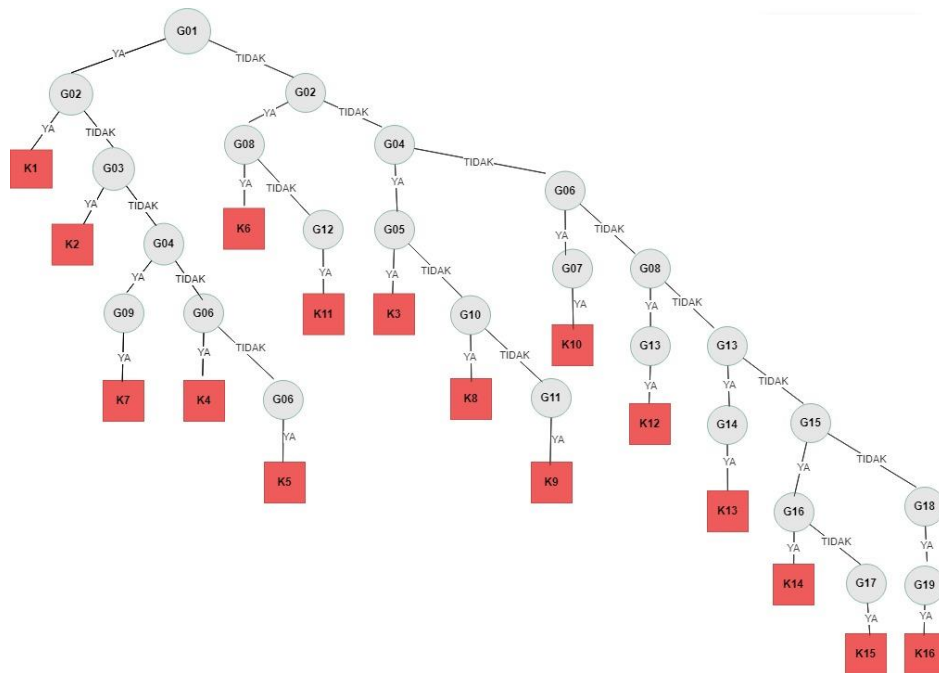 G01
YA
TIDAK
G02
G02
YA
TIDAK
YA
TIDAK
K1
G03
G08
G04
YA
TIDAK
YA
TIDAK
YA
TIDAK
K2
G04
K6
G12
G05
G06
YA
TIDAK
YA
YA
TIDAK
YA
TIDAK
G09
G06
K11
K3
G10
G07
G08
YA
YA
TIDAK
YA
TIDAK
YA
YA
TIDAK
K7
K4
G06
K8
G11
K10
G13
G13
YA
YA
YA
YA
TIDAK
K5
K9
K12
G14
G15
YA
YA
TIDAK
K13
G16
G18
YA
TIDAK
YA
K14
G17
G19
YA
YA
K15
K16